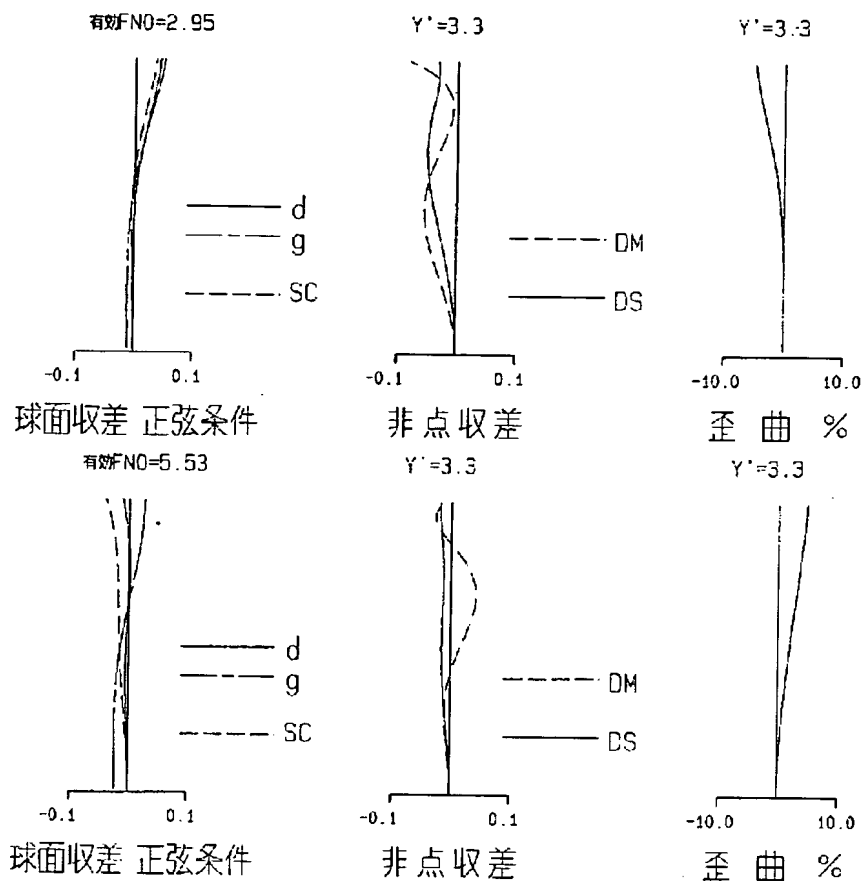 有効FNO=2.95
Y'=3.3
Y'=3.3
d
g
SC
DM
DS
-0.1 0.1
-0.1 0.1
-10.0 10.0
球面収差 正弦条件
非点収差
歪曲 %
有効FNO=5.53
Y'=3.3
Y'=3.3
d
g
SC
DM
DS
-0.1 0.1
-0.1 0.1
-10.0 10.0
球面収差 正弦条件
非点収差
歪曲 %